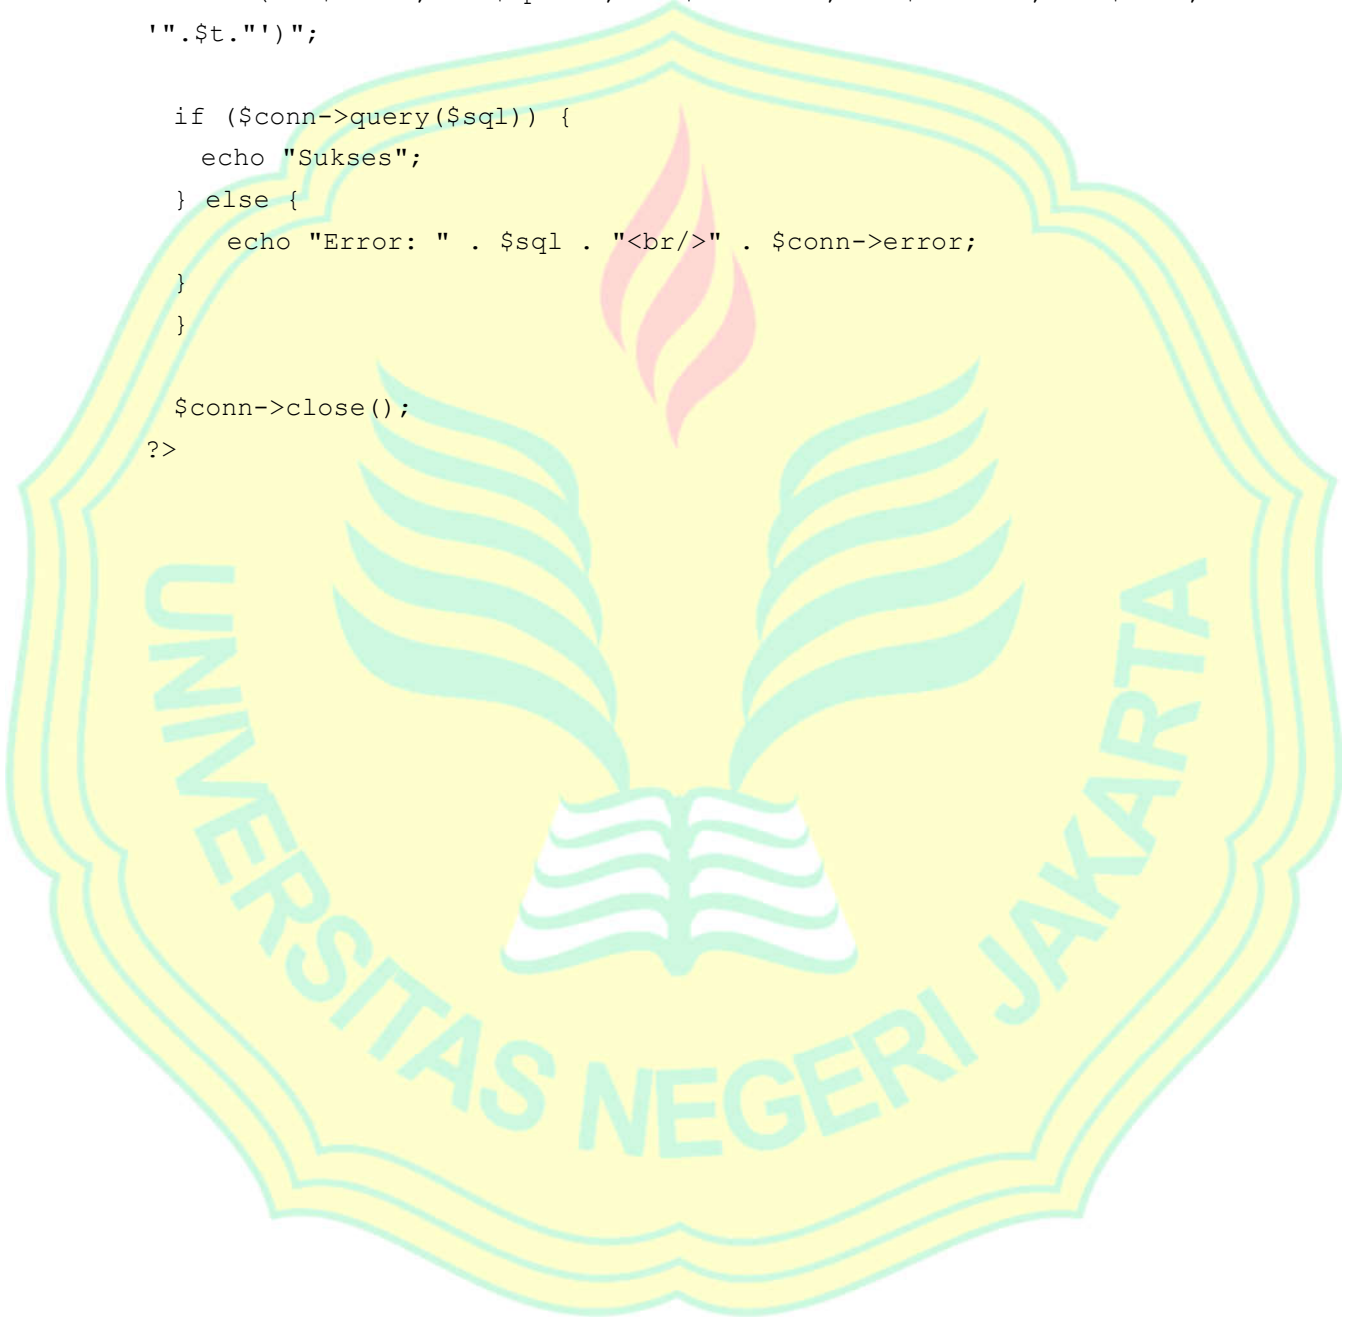 '".$t."')";
if ($conn->query($sql)) {
echo "Sukses";
} else {
echo "Error: " . $sql . "<br/>" . $conn->error;
}
}
$conn->close();
?>
UNIVERSITAS NEGERI JAKARTA